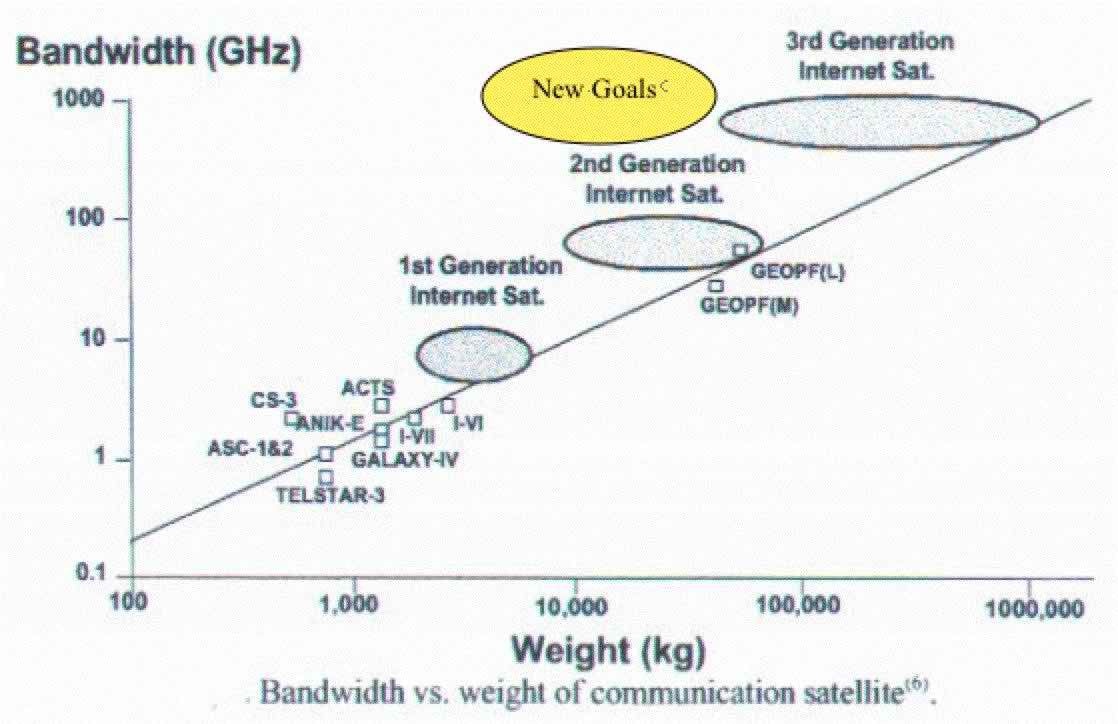 Bandwidth (GHz)
3rd Generation
Internet Sat.
New Goals
1000
2nd Generation
Internet Sat.
100
1st Generation
Internet Sat.
GEOPF(L)
GEOPF(M)
10
ACTS
CS-3
ANIK-E
I-VII
I-VI
ASC-1&2
GALAXY-IV
1
TELSTAR-3
0.1
100
1,000
10,000
100,000
1000,000
Weight (kg)
. Bandwidth vs. weight of communication satellite(6).